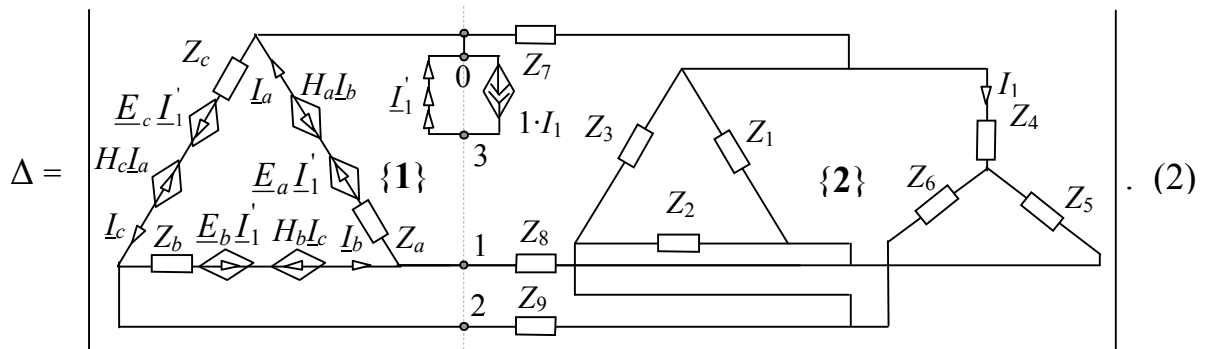 Z_c
I_a
H_aI_b
E_c I'_1
H_cI_a
E_a I'_1
I_c
Z_b
E_b I'_1
H_bI_c
I_b
Z_a
{1}
0
I'_1
1·I_1
3
Z_7
1
Z_8
2
Z_9
Z_3
Z_1
Z_2
{2}
I_1
Z_4
Z_6
Z_5
Δ =
. (2)